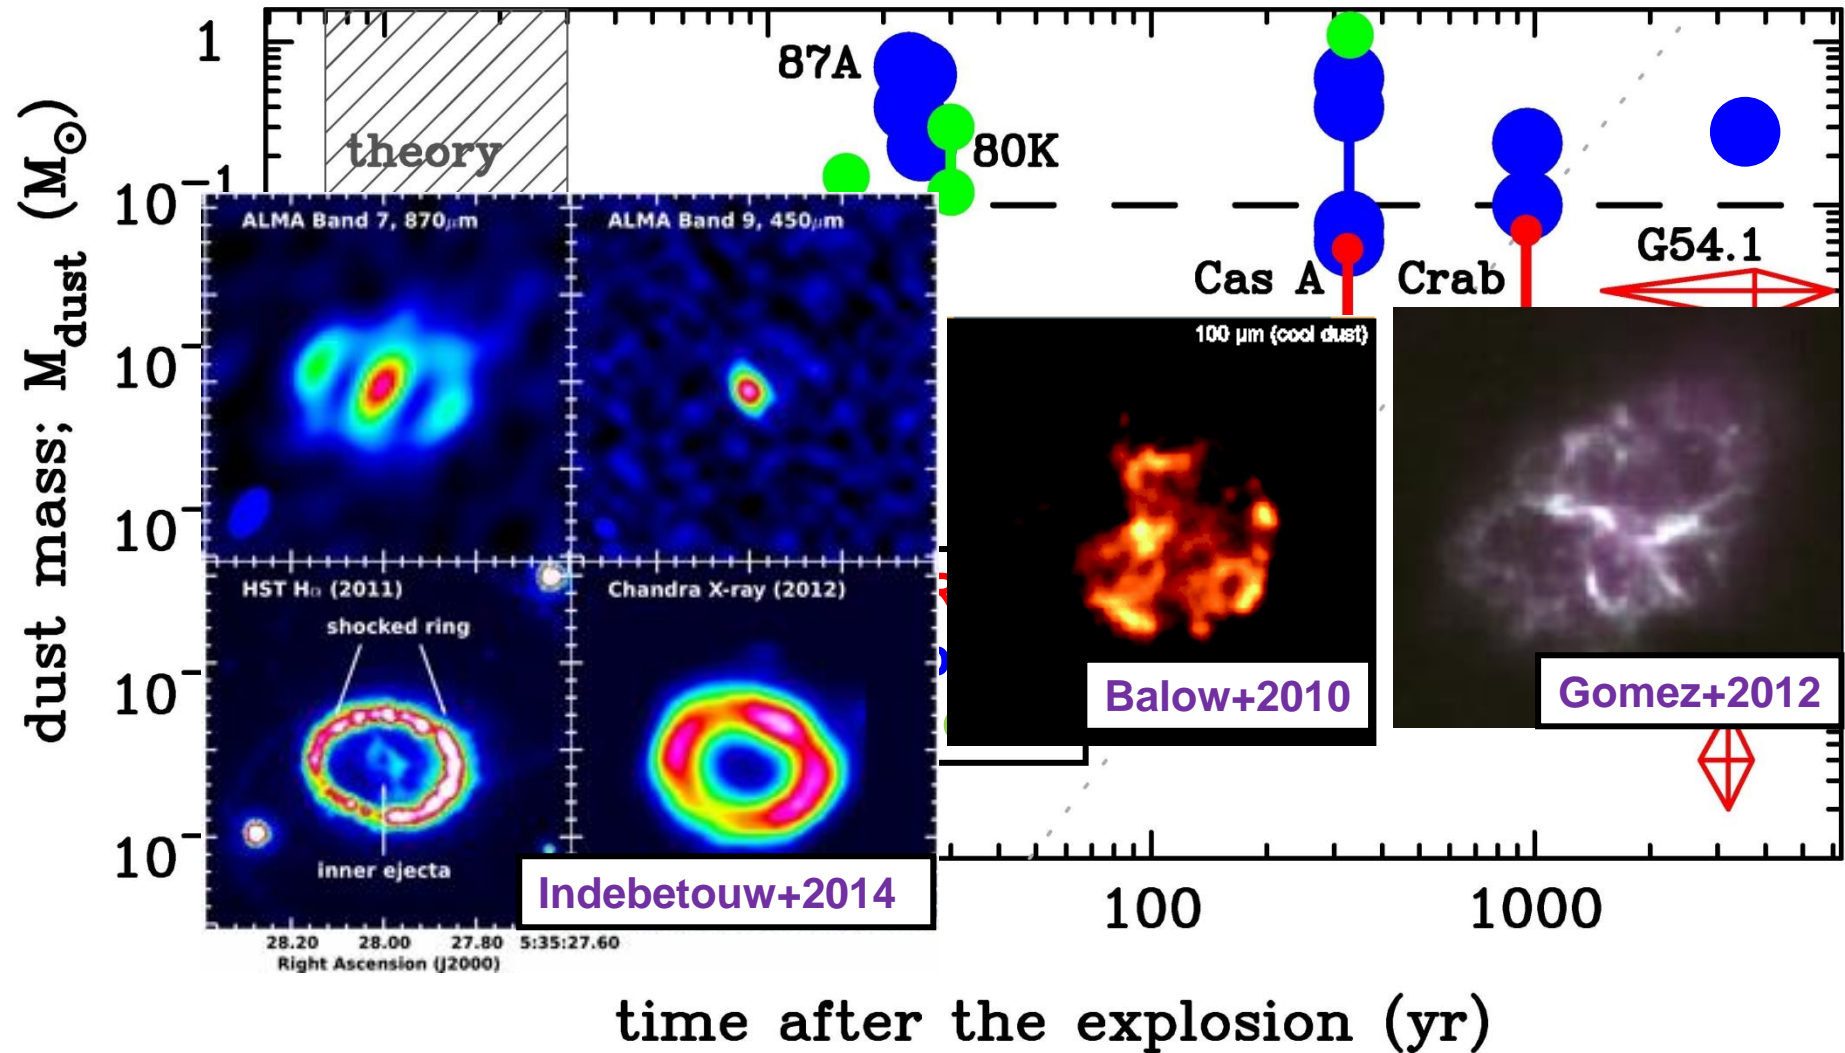 1
10⁻¹
10⁻
10⁻
10⁻
10⁻
dust mass; M_dust (M⊙)
theory
87A
80K
Cas A
Crab
G54.1
ALMA Band 7, 870μm
ALMA Band 9, 450μm
HST Hα (2011)
shocked ring
inner ejecta
Chandra X-ray (2012)
Indebetouw+2014
28.20 28.00 27.80 5:35:27.60
Right Ascension (J2000)
100 μm (cool dust)
Balow+2010
Gomez+2012
100 1000
time after the explosion (yr)